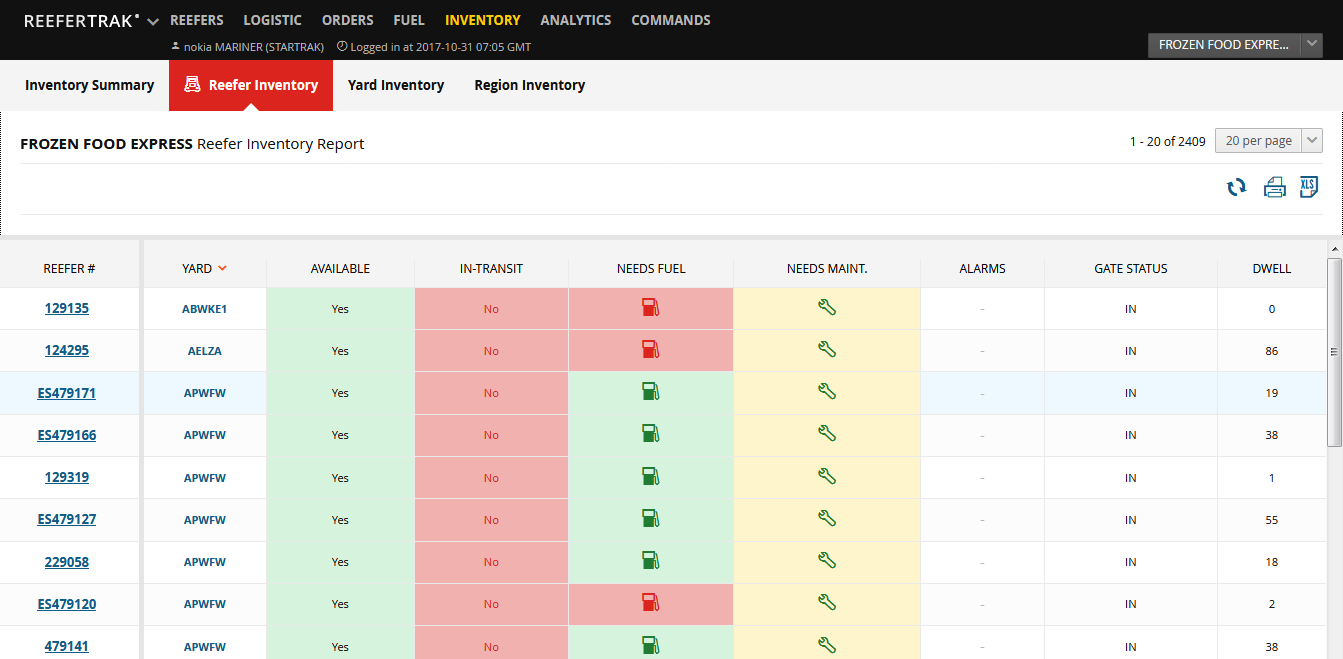 REEFERTRAK REEFERS LOGISTIC ORDERS FUEL INVENTORY ANALYTICS COMMANDS
nokia MARINER (STARTRAK) Logged in at 2017-10-31 07:05 GMT
FROZEN FOOD EXPRE...
Inventory Summary Reefer Inventory Yard Inventory Region Inventory
FROZEN FOOD EXPRESS Reefer Inventory Report
1 - 20 of 2409 20 per page
XLS
REEFER # YARD AVAILABLE IN-TRANSIT NEEDS FUEL NEEDS MAINT. ALARMS GATE STATUS DWELL
129135 ABWKE1 Yes No - IN 0
124295 AELZA Yes No - IN 86
ES479171 APWFW Yes No - IN 19
ES479166 APWFW Yes No - IN 38
129319 APWFW Yes No - IN 1
ES479127 APWFW Yes No - IN 55
229058 APWFW Yes No - IN 18
ES479120 APWFW Yes No - IN 2
479141 APWFW Yes No - IN 38